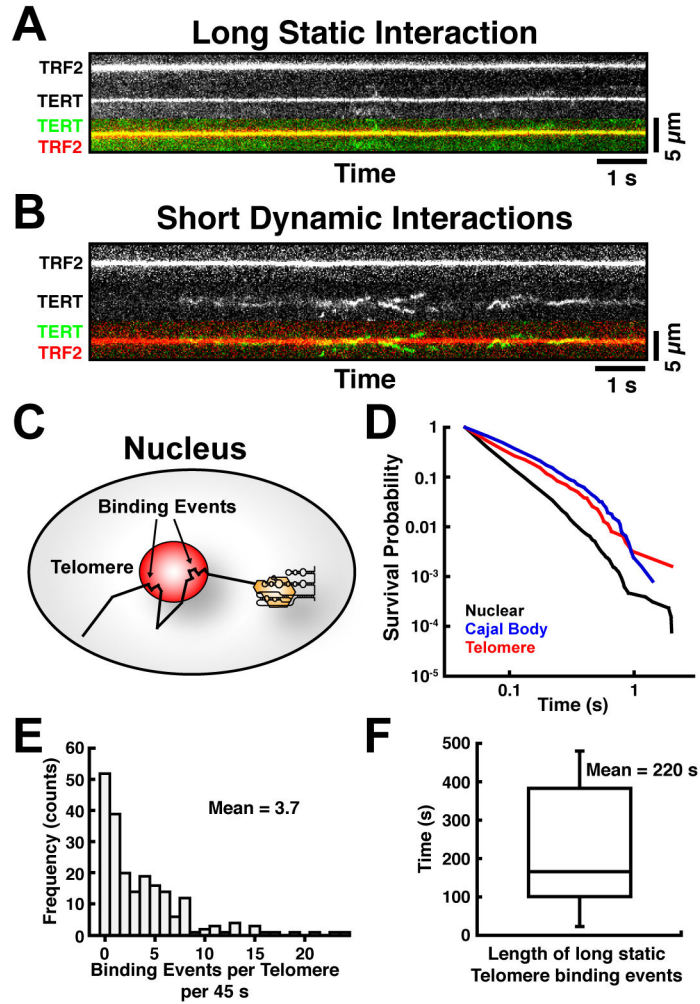 A
Long Static Interaction
TRF2
TERT
TERT
TRF2
5 µm
Time
1 s
B
Short Dynamic Interactions
TRF2
TERT
TERT
TRF2
5 µm
Time
1 s
C
Nucleus
Binding Events
Telomere
D
Survival Probability
1
0.1
0.01
10-3
10-4
10-5
Nuclear
Cajal Body
Telomere
0.1
1
Time (s)
E
Frequency (counts)
60
50
40
30
20
10
0
Mean = 3.7
0
5
10
15
20
Binding Events per Telomere
per 45 s
F
Time (s)
500
400
300
200
100
0
Mean = 220 s
Length of long static
Telomere binding events